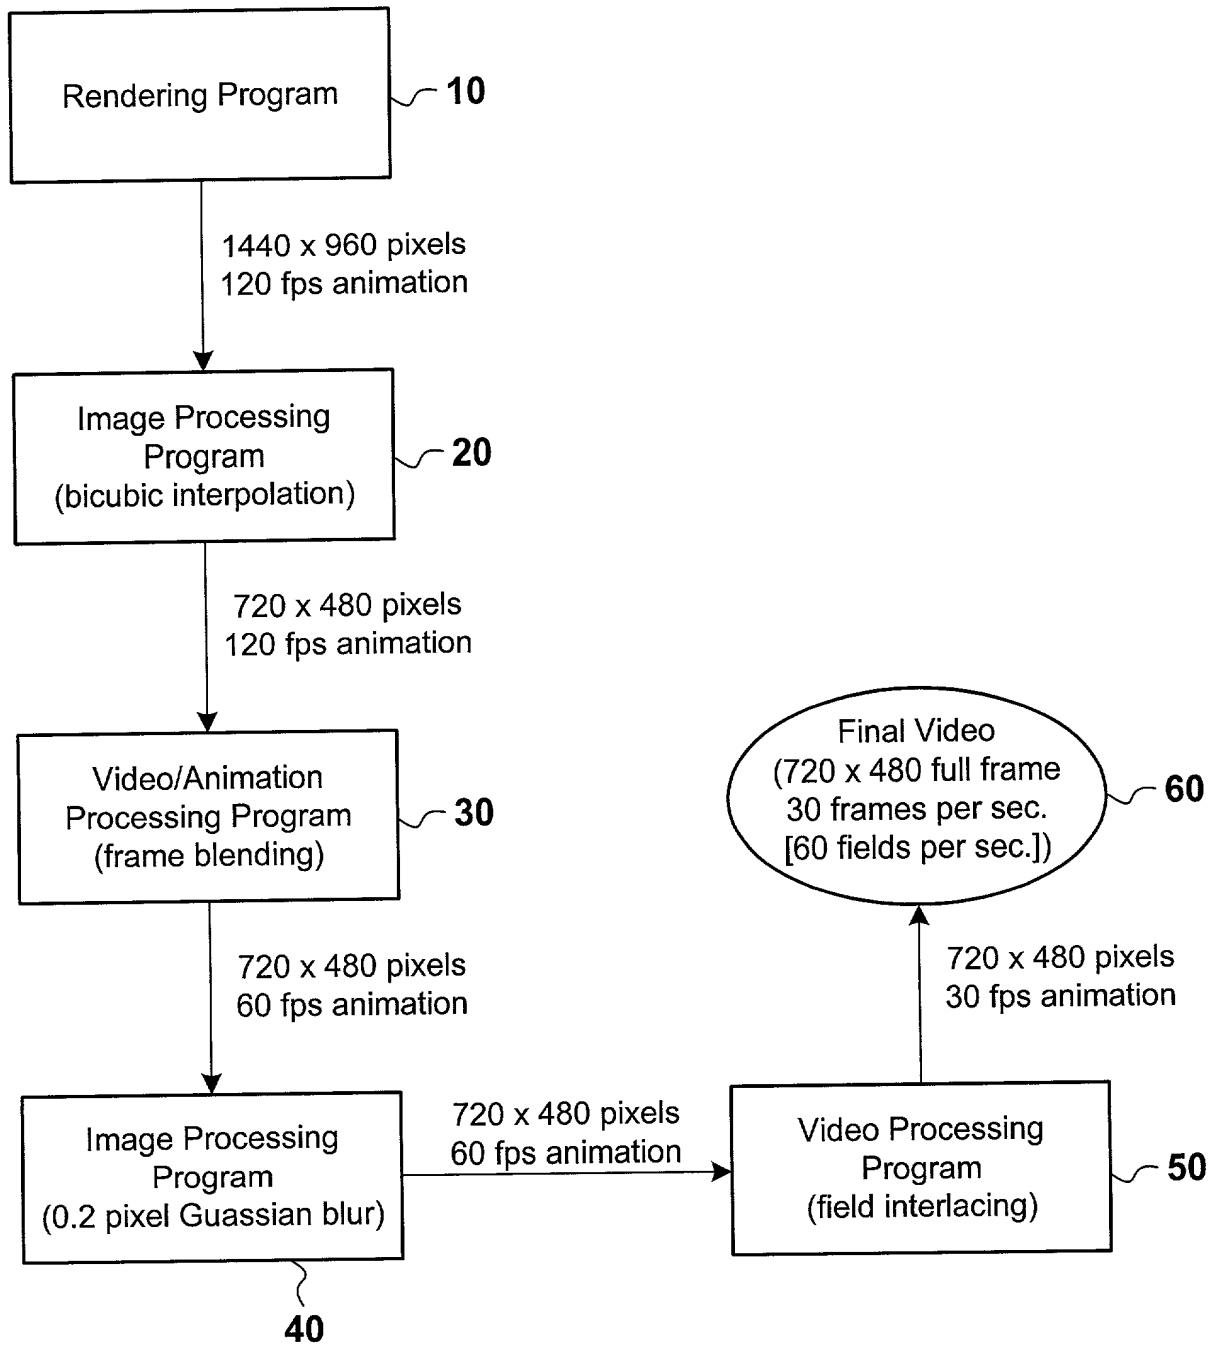 Rendering Program
10
1440 x 960 pixels
120 fps animation
Image Processing
Program
(bicubic interpolation)
20
720 x 480 pixels
120 fps animation
Video/Animation
Processing Program
(frame blending)
30
720 x 480 pixels
60 fps animation
Image Processing
Program
(0.2 pixel Guassian blur)
40
720 x 480 pixels
60 fps animation
Video Processing
Program
(field interlacing)
50
720 x 480 pixels
30 fps animation
Final Video
(720 x 480 full frame
30 frames per sec.
[60 fields per sec.])
60